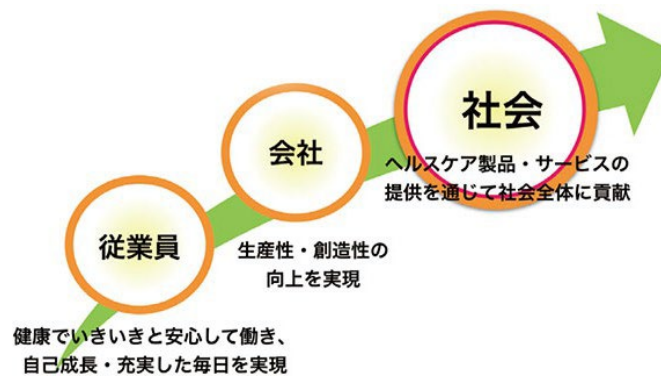 社会
ヘルスケア製品・サービスの
提供を通じて社会全体に貢献
会社
生産性・創造性の
向上を実現
従業員
健康でいきいきと安心して働き、
自己成長・充実した毎日を実現